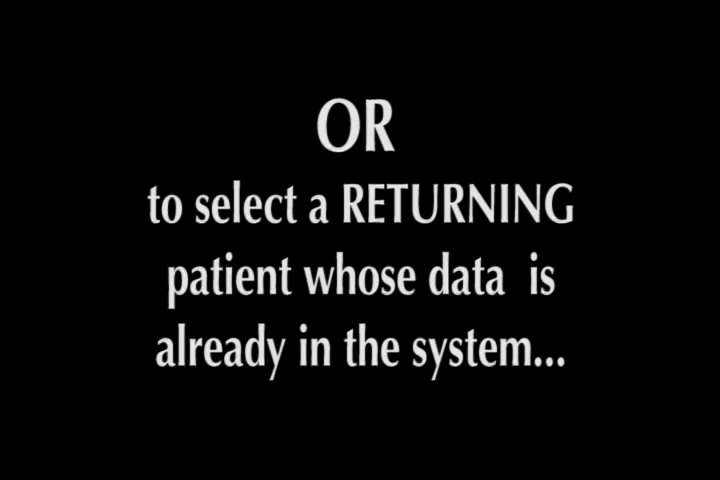 OR
to select a RETURNING
patient whose data  is
already in the system...